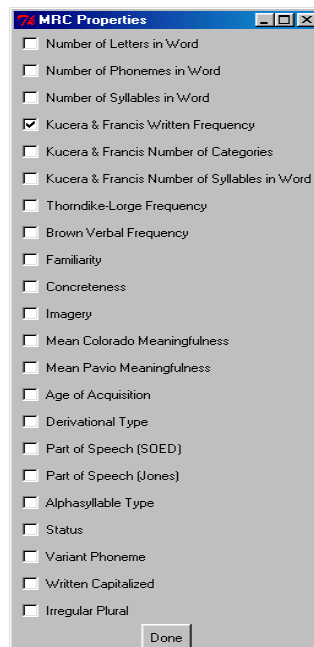 MRC Properties
Number of Letters in Word
Number of Phonemes in Word
Number of Syllables in Word
Kucera & Francis Written Frequency
Kucera & Francis Number of Categories
Kucera & Francis Number of Syllables in Word
Thorndike-Lorge Frequency
Brown Verbal Frequency
Familiarity
Concreteness
Imagery
Mean Colorado Meaningfulness
Mean Pavio Meaningfulness
Age of Acquisition
Derivational Type
Part of Speech (SOED)
Part of Speech (Jones)
Alphasyllable Type
Status
Variant Phoneme
Written Capitalized
Irregular Plural
Done